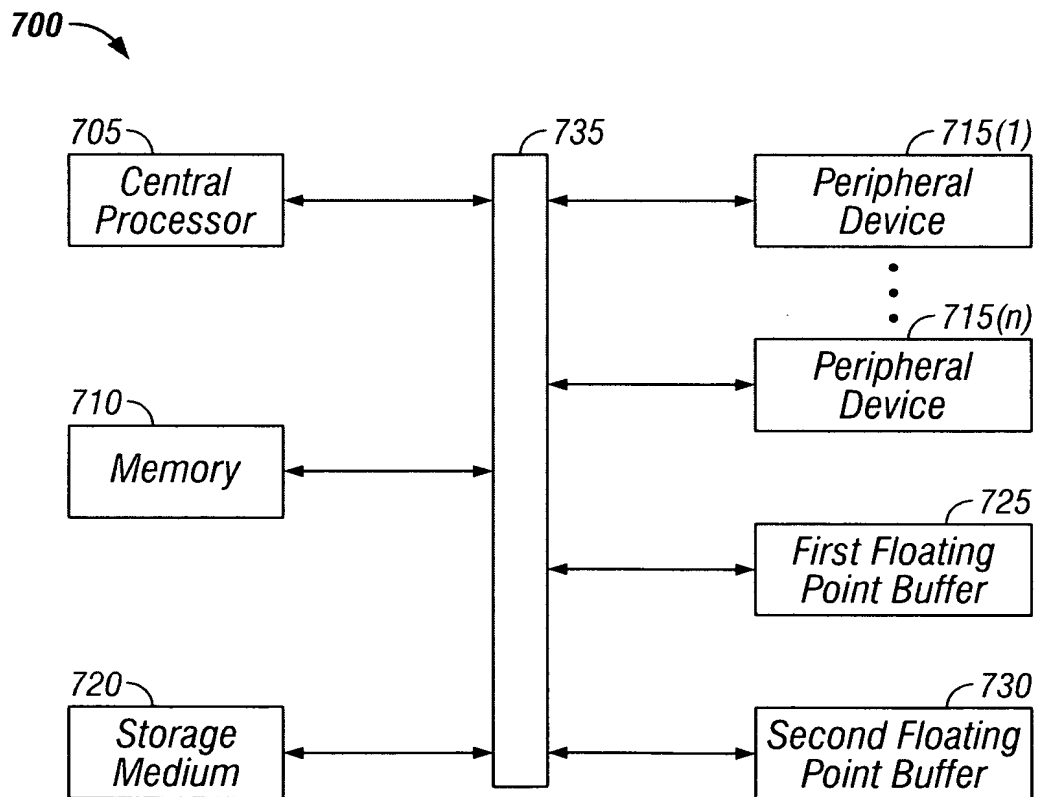 700
705
Central
Processor
735
715(1)
Peripheral
Device
715(n)
Peripheral
Device
710
Memory
725
First Floating
Point Buffer
720
Storage
Medium
730
Second Floating
Point Buffer